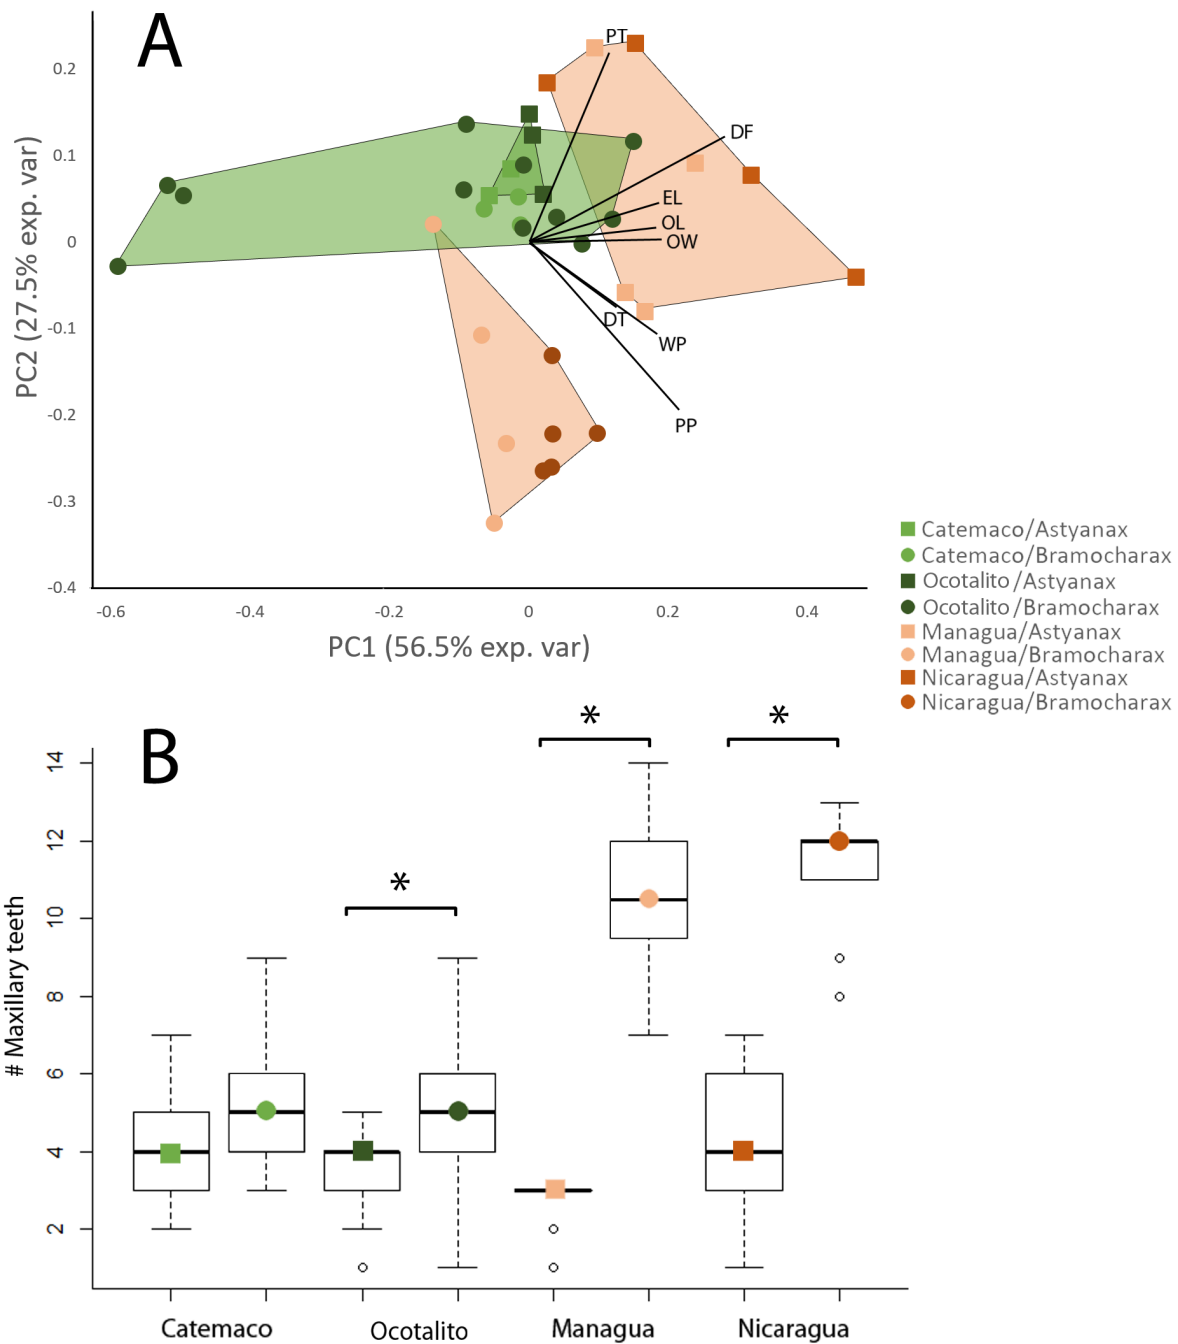 A
PC2 (27.5% exp. var)
0.2
0.1
0
-0.1
-0.2
-0.3
-0.4
PT
DF
EL
OL
OW
DT
WP
PP
-0.6
-0.4
-0.2
0
0.2
0.4
PC1 (56.5% exp. var)
Catemaco/Astyanax
Catemaco/Bramocharax
Ocotalito/Astyanax
Ocotalito/Bramocharax
Managua/Astyanax
Managua/Bramocharax
Nicaragua/Astyanax
Nicaragua/Bramocharax
B
# Maxillary teeth
14
12
10
8
6
4
2
*
*
*
Catemaco
Ocotalito
Managua
Nicaragua